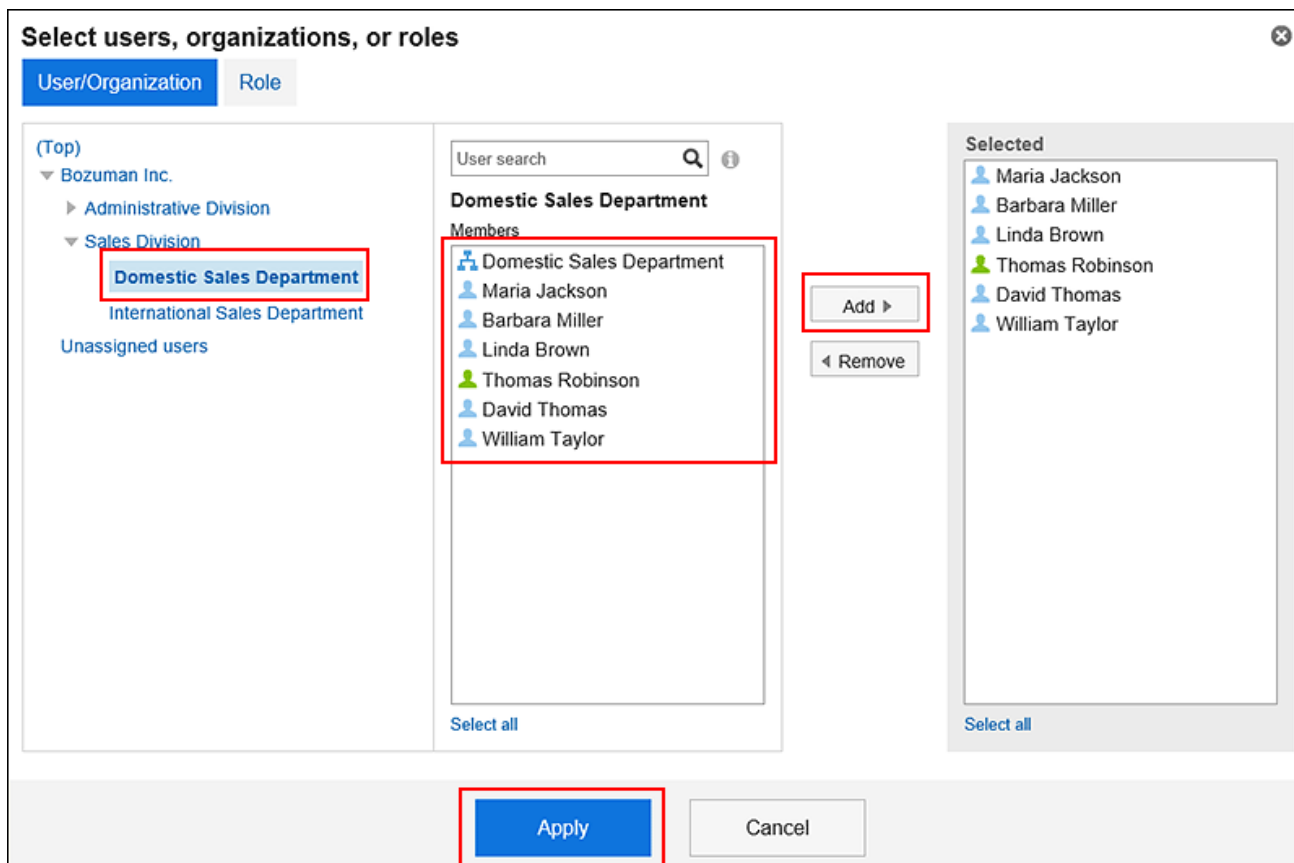 Select users, organizations, or roles
User/Organization
Role
(Top)
Bozuman Inc.
Administrative Division
Sales Division
Domestic Sales Department
International Sales Department
Unassigned users
User search
Domestic Sales Department
Members
Domestic Sales Department
Maria Jackson
Barbara Miller
Linda Brown
Thomas Robinson
David Thomas
William Taylor
Select all
Add
Remove
Selected
Maria Jackson
Barbara Miller
Linda Brown
Thomas Robinson
David Thomas
William Taylor
Select all
Apply
Cancel